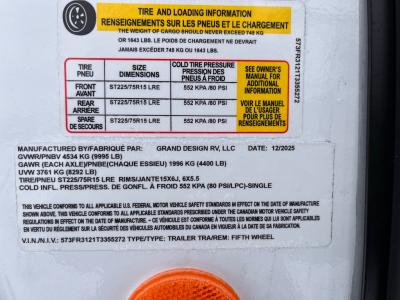 TIRE AND LOADING INFORMATION
RENSEIGNEMENTS SUR LES PNEUS ET LE CHARGEMENT
THE WEIGHT OF CARGO SHOULD NEVER EXCEED 745 KG
OR 1643 LBS. LE POIDS DE CHARGEMENT NE DEVRAIT
JAMAIS EXCÉDER 745 KG OU 1643 LBS.
TIRE
PNEU
SIZE
DIMENSIONS
COLD TIRE PRESSURE
PRESSION DES
PNEUS À FROID
SEE OWNER'S
MANUAL FOR
ADDITIONAL
INFORMATION
FRONT
AVANT
ST225/75R15 LRE
552 KPA /80 PSI
REAR
ARRIÈRE
ST225/75R15 LRE
552 KPA /80 PSI
VOIR LE MANUEL
DE L'USAGER
POUR PLUS DE
RENSEIGNEMENTS
SPARE
DE SECOURS
ST225/75R15 LRE
552 KPA /80 PSI
573FR3121T3355272
MANUFACTURED BY/FABRIQUÉ PAR: GRAND DESIGN RV, LLC DATE: 12/2025
GVWR/PNBV 4534 KG (9995 LB)
GAWR (EACH AXLE)/PNBE(CHAQUE ESSIEU) 1996 KG (4400 LB)
UVW 3761 KG (8292 LB)
TIRE/PNEU ST225/75R15 LRE RIMS/JANTE15X6J, 6X5.5
COLD INFL. PRESS/PRESS. DE GONFL. À FROID 552 KPA (80 PSI/LPC)-SINGLE
THIS VEHICLE CONFORMS TO ALL APPLICABLE U.S. FEDERAL MOTOR VEHICLE SAFETY STANDARDS IN EFFECT ON THE DATE OF MANUFACTURE
SHOWN ABOVE. THIS VEHICLE CONFORMS TO ALL APPLICABLE STANDARDS PRESCRIBED UNDER THE CANADIAN MOTOR VEHICLE SAFETY
REGULATIONS IN EFFECT ON THE DATE OF MANUFACTURE. – CE VÉHICULE EST CONFORME À TOUTES LES NORMES QUI LUI SONT APPLICABLES
EN VERTU DU RÈGLEMENT SUR LA SÉCURITÉ DES VÉHICULES AUTOMOBILES DU CANADA EN VIGUEUR À LA DATE DE SA FABRICATION.
V.I.N./N.I.V.: 573FR3121T3355272 TYPE/TYPE: TRAILER TRA/REM: FIFTH WHEEL